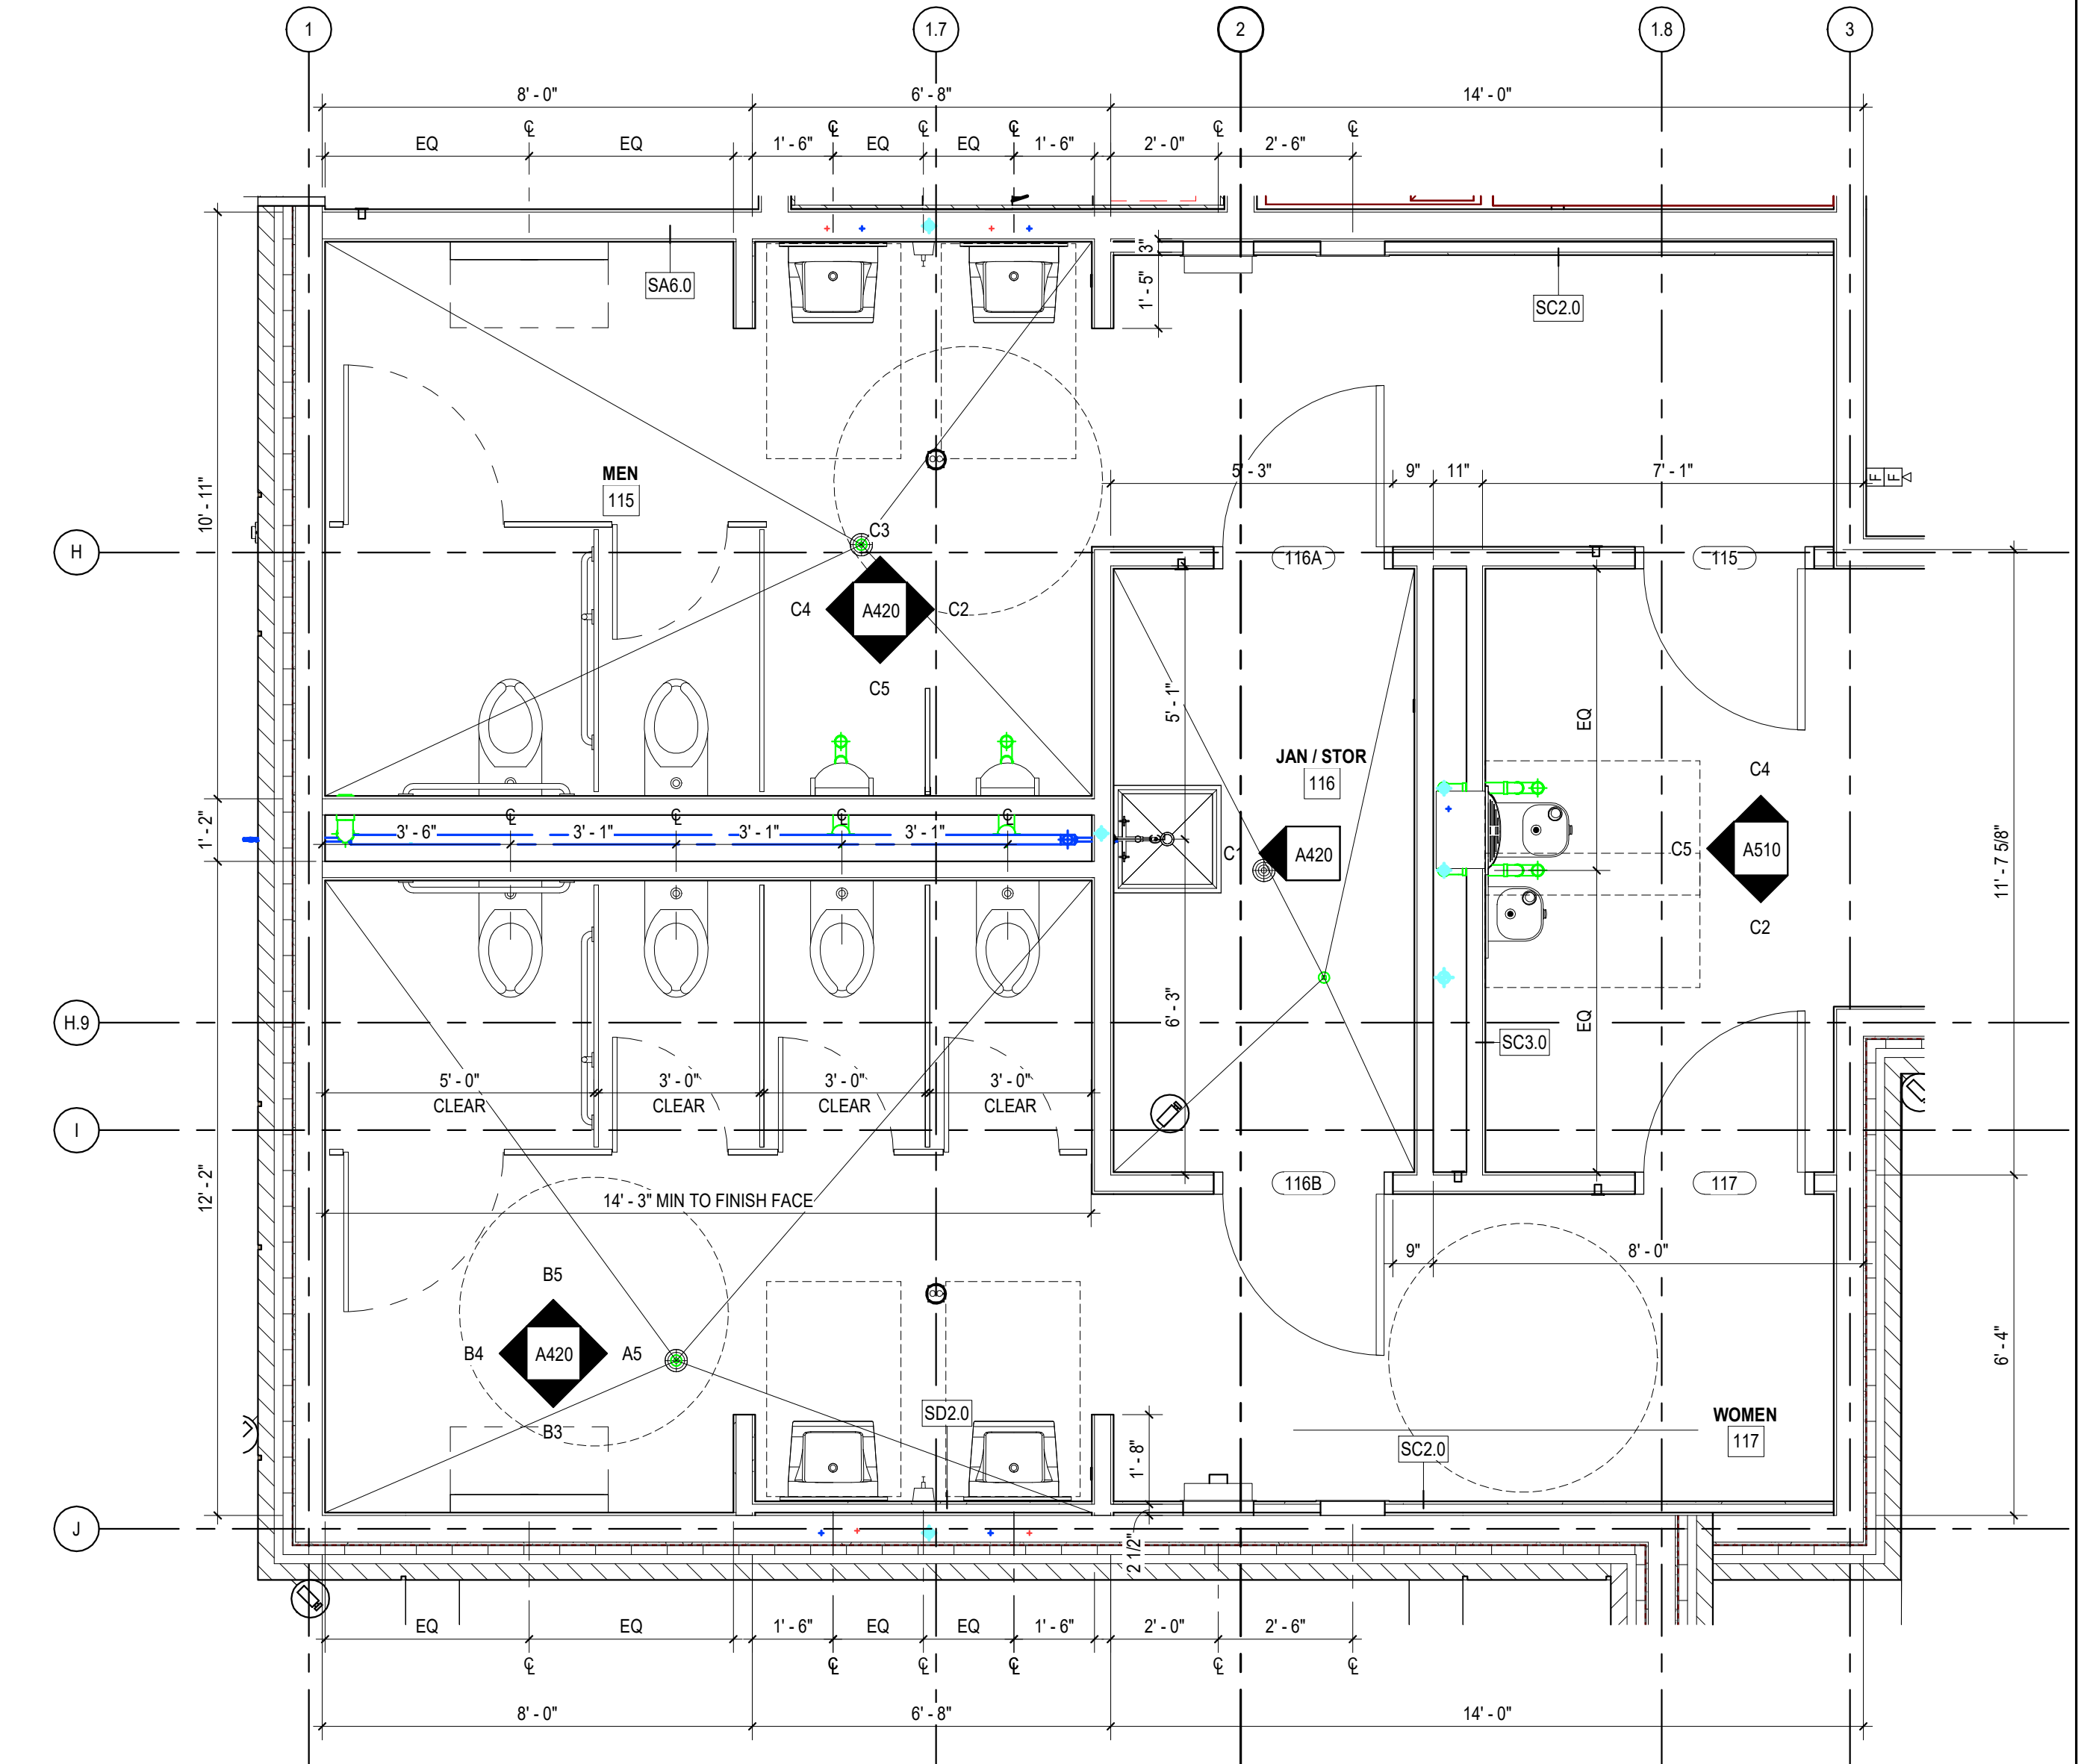 1
1.7
2
1.8
3
8' - 0"
6' - 8"
14' - 0"
℄
℄
℄
℄
℄
℄
EQ
EQ
1' - 6"
EQ
EQ
1' - 6"
2' - 0"
2' - 6"
3"
1' - 5"
SA6.0
SC2.0
MEN
115
5' - 3"
9"
11"
7' - 1"
F
F
10' - 11"
C3
C4
A420
C2
C5
H
116A
115
5' - 1"
EQ
JAN / STOR
116
C4
C5
A510
C2
1' - 2"
℄
℄
℄
℄
3' - 6"
3' - 1"
3' - 1"
3' - 1"
C1
A420
11' - 7 5/8"
6' - 3"
EQ
H.9
SC3.0
5' - 0"
CLEAR
3' - 0"
CLEAR
3' - 0"
CLEAR
3' - 0"
CLEAR
I
12' - 2"
14' - 3" MIN TO FINISH FACE
116B
117
9"
8' - 0"
B5
B4
A420
A5
B3
6' - 4"
SD2.0
1' - 8"
SC2.0
WOMEN
117
J
2 1/2"
EQ
EQ
1' - 6"
EQ
EQ
1' - 6"
2' - 0"
2' - 6"
℄
℄
℄
℄
℄
℄
8' - 0"
6' - 8"
14' - 0"